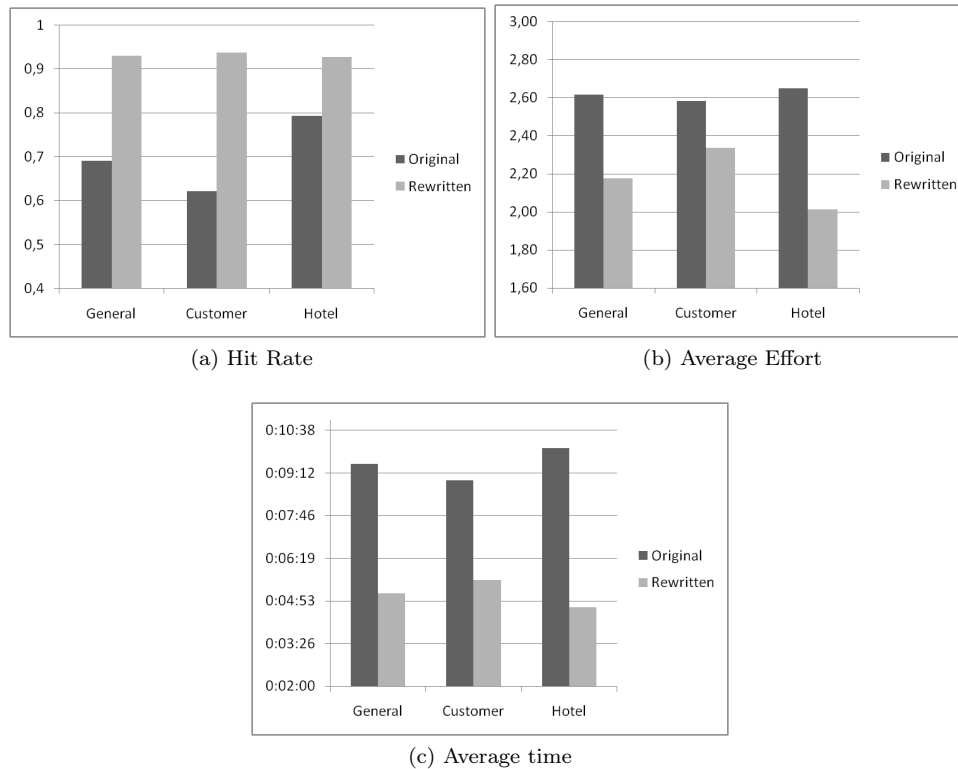 1
0,9
0,8
0,7
0,6
0,5
0,4
General
Customer
Hotel
Original
Rewritten
(a) Hit Rate
3,00
2,80
2,60
2,40
2,20
2,00
1,80
1,60
General
Customer
Hotel
Original
Rewritten
(b) Average Effort
0:10:38
0:09:12
0:07:46
0:06:19
0:04:53
0:03:26
0:02:00
General
Customer
Hotel
Original
Rewritten
(c) Average time